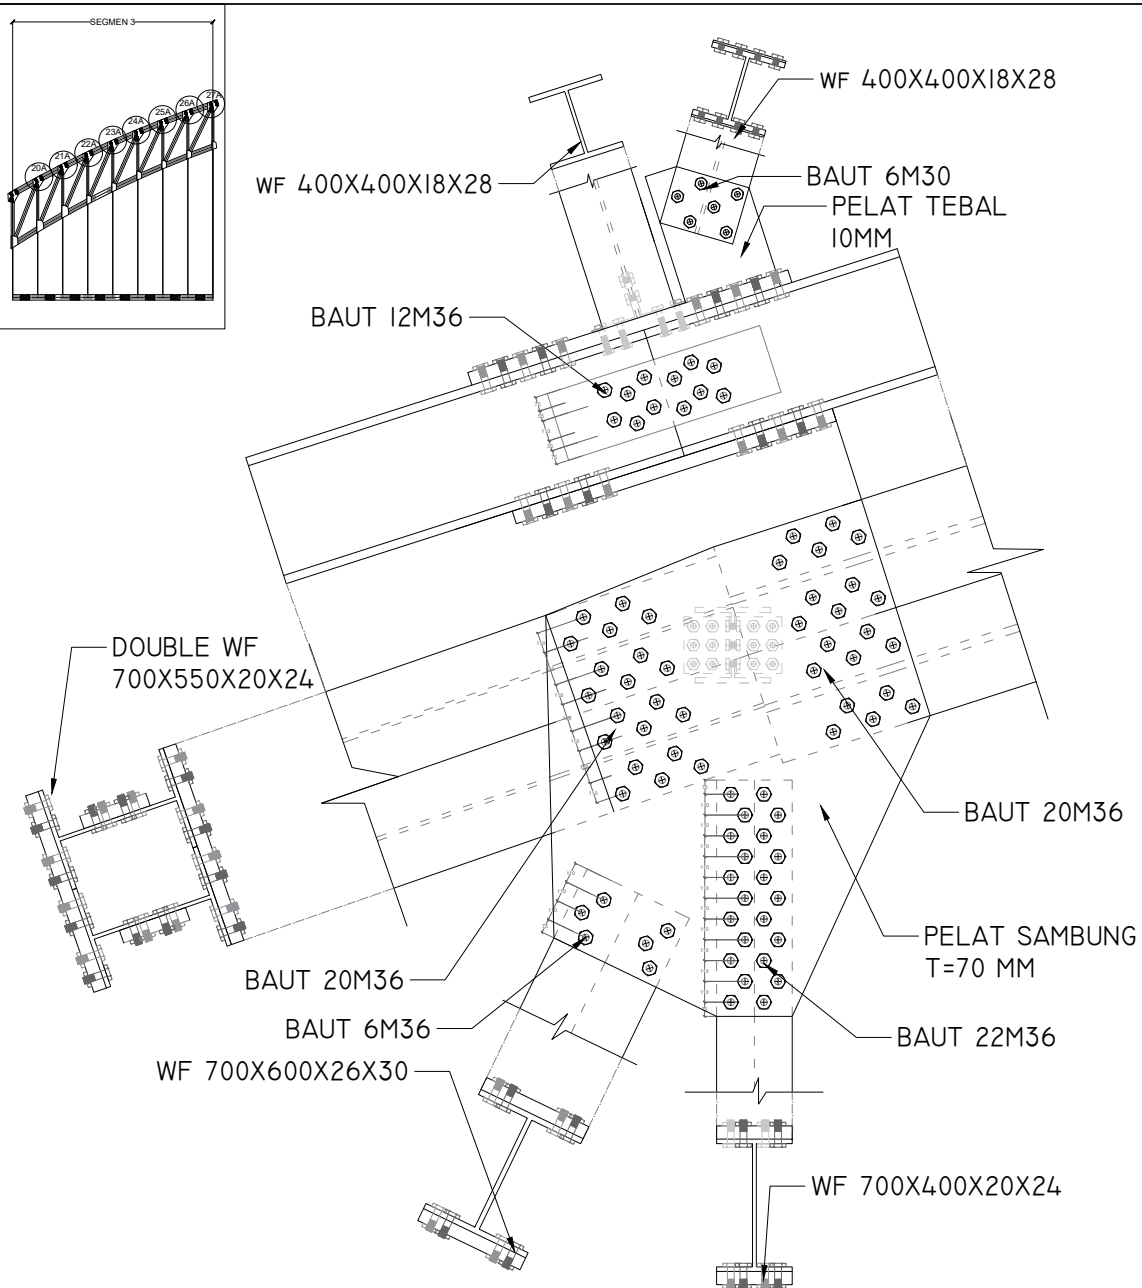 SEGMEN 3
27A
26A
25A
24A
23A
22A
21A
20A
WF 400X400X18X28
WF 400X400X18X28
BAUT 6M30
PELAT TEBAL
10MM
BAUT 12M36
DOUBLE WF
700X550X20X24
BAUT 20M36
PELAT SAMBUNG
T=70 MM
BAUT 20M36
BAUT 6M36
BAUT 22M36
WF 700X600X26X30
WF 700X400X20X24